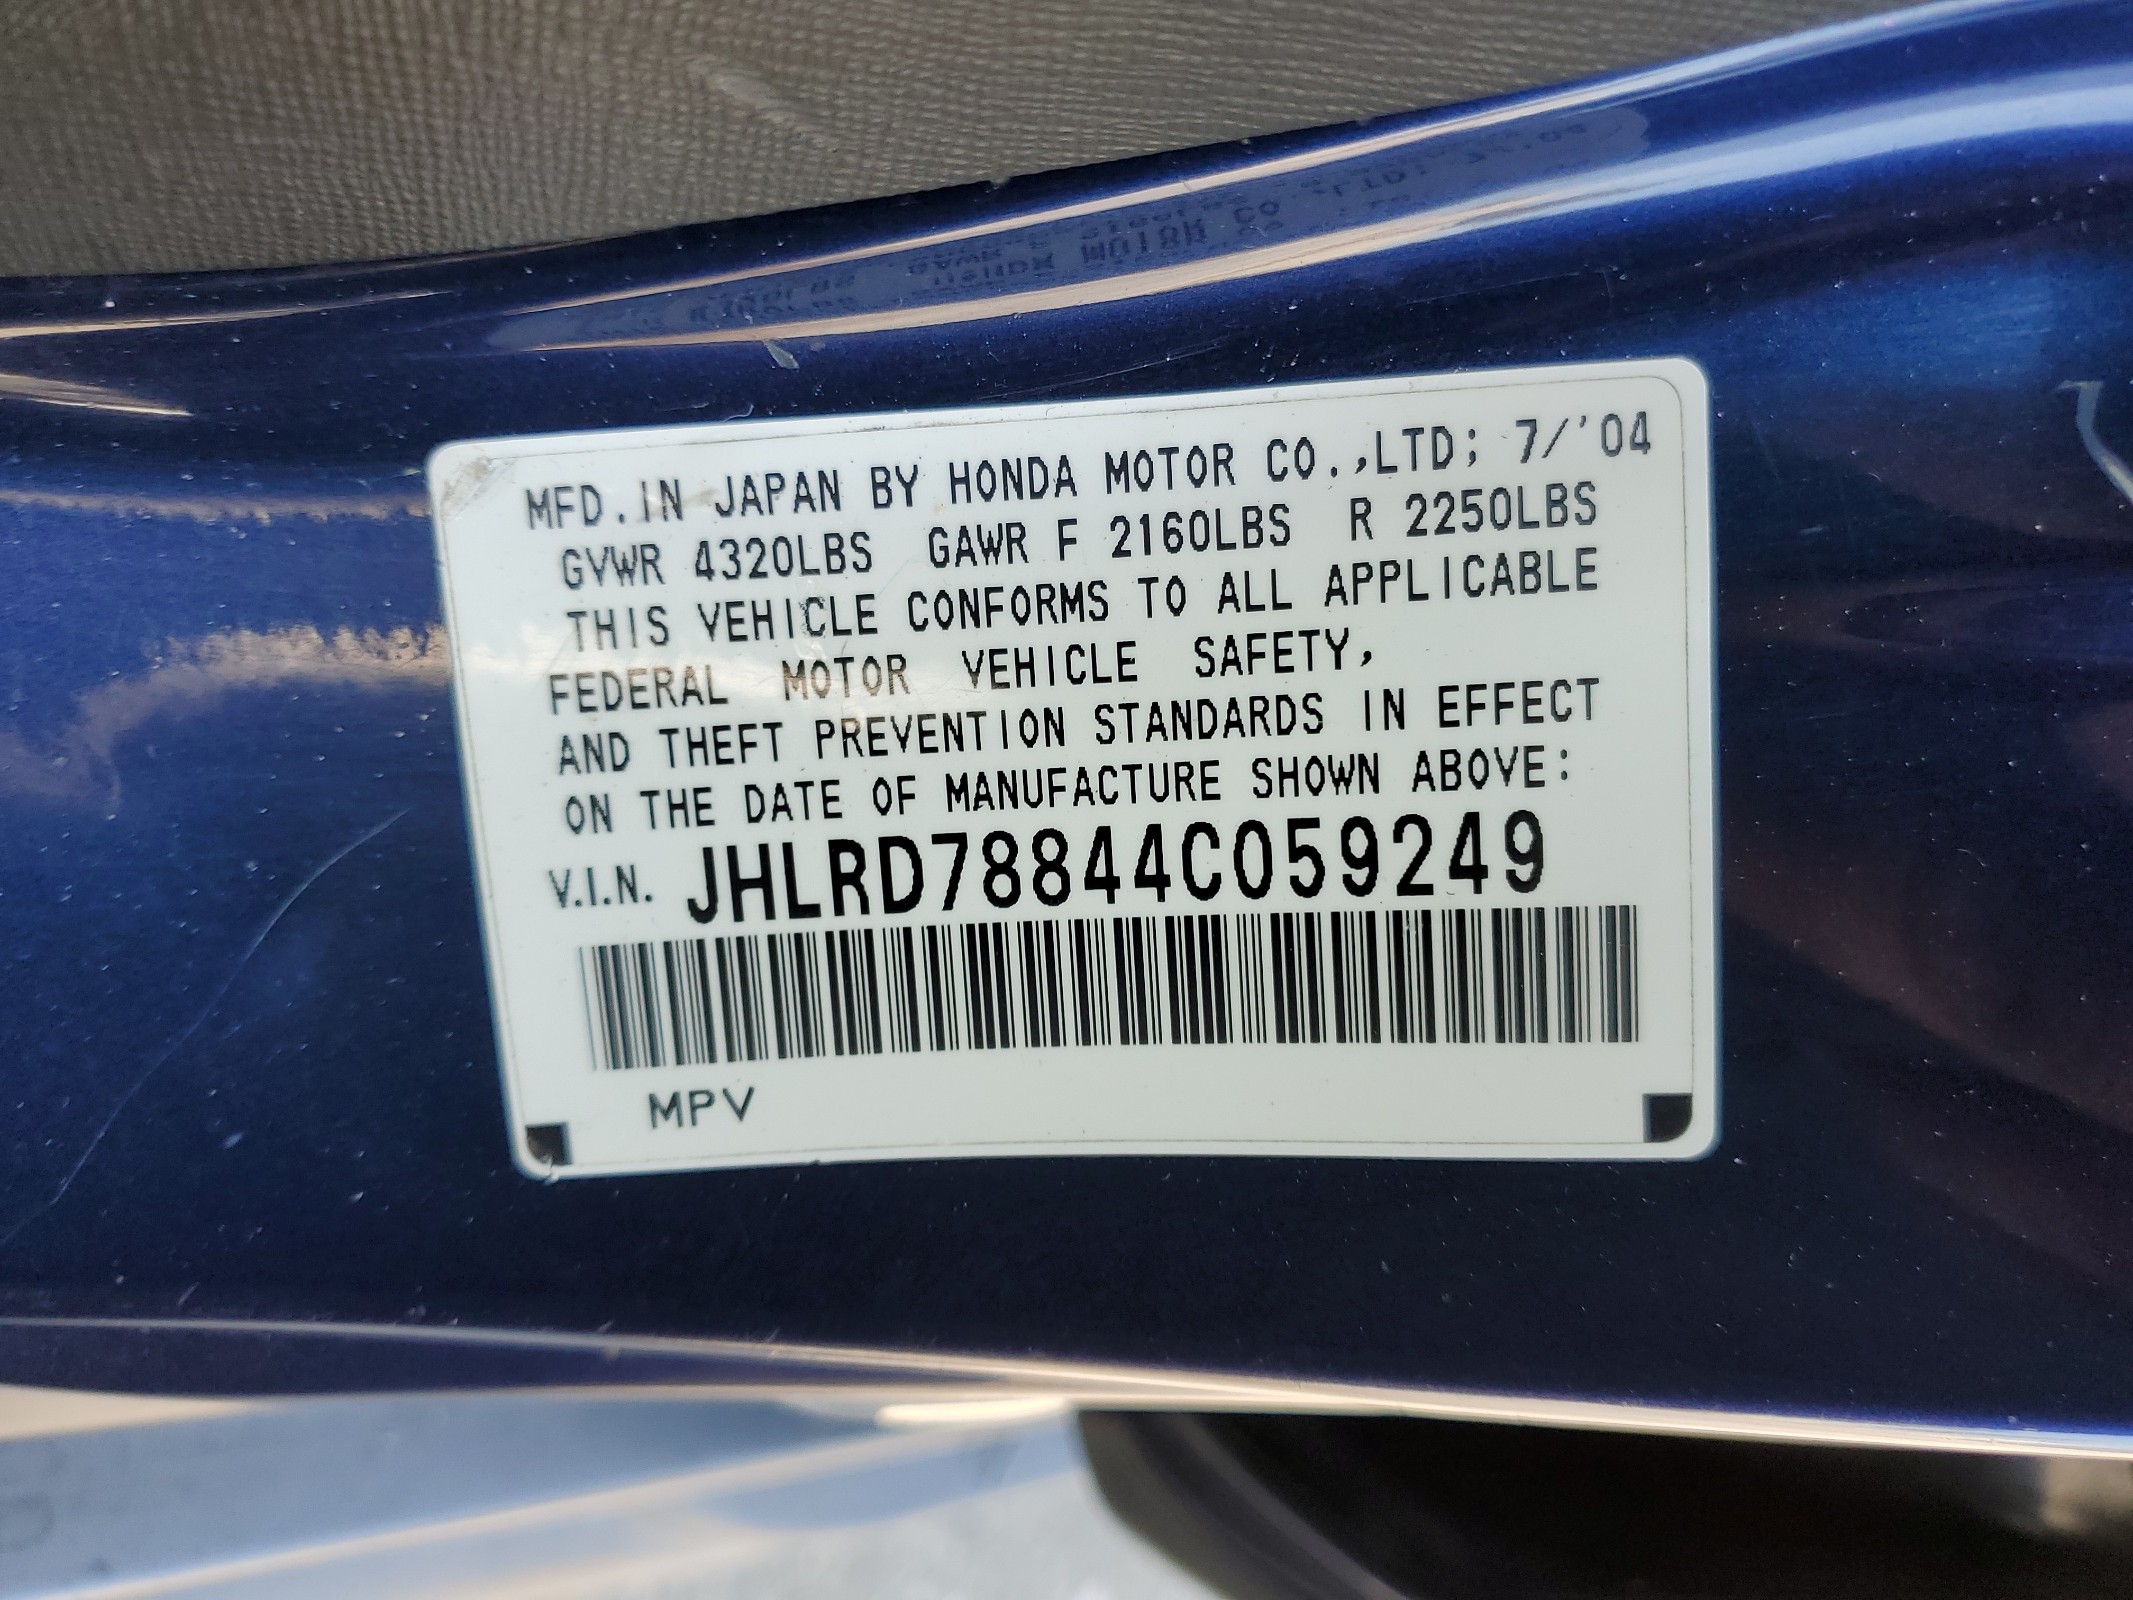 MFD.IN JAPAN BY HONDA MOTOR CO.,LTD; 7/'04
GVWR 4320LBS GAWR F 2160LBS R 2250LBS
THIS VEHICLE CONFORMS TO ALL APPLICABLE
FEDERAL MOTOR VEHICLE SAFETY,
AND THEFT PREVENTION STANDARDS IN EFFECT
ON THE DATE OF MANUFACTURE SHOWN ABOVE:
V.I.N. JHLRD78844C059249
MPV